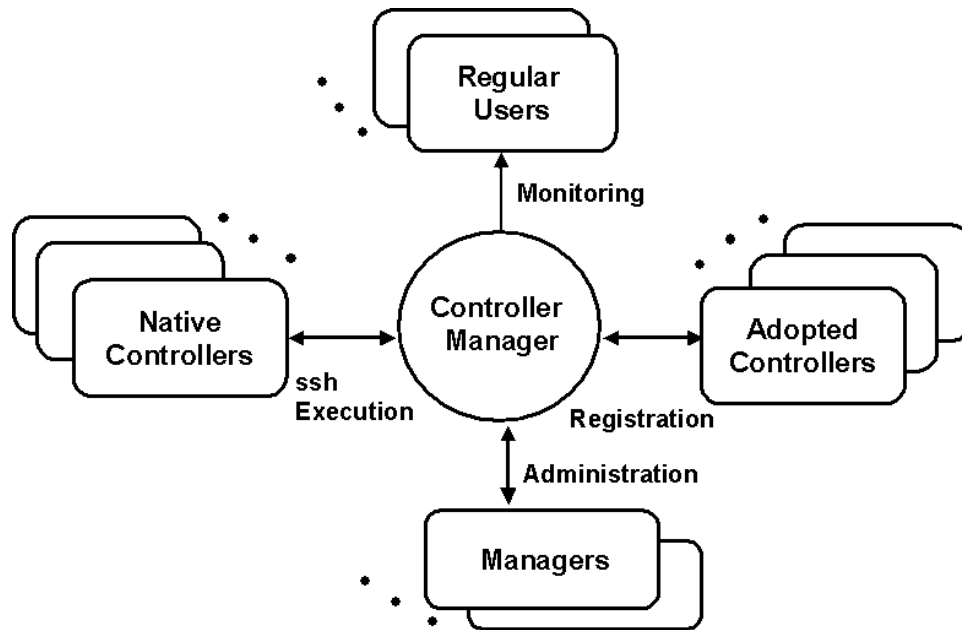 Regular
Users
Monitoring
Native
Controllers
Controller
Manager
Adopted
Controllers
ssh
Execution
Registration
Administration
Managers